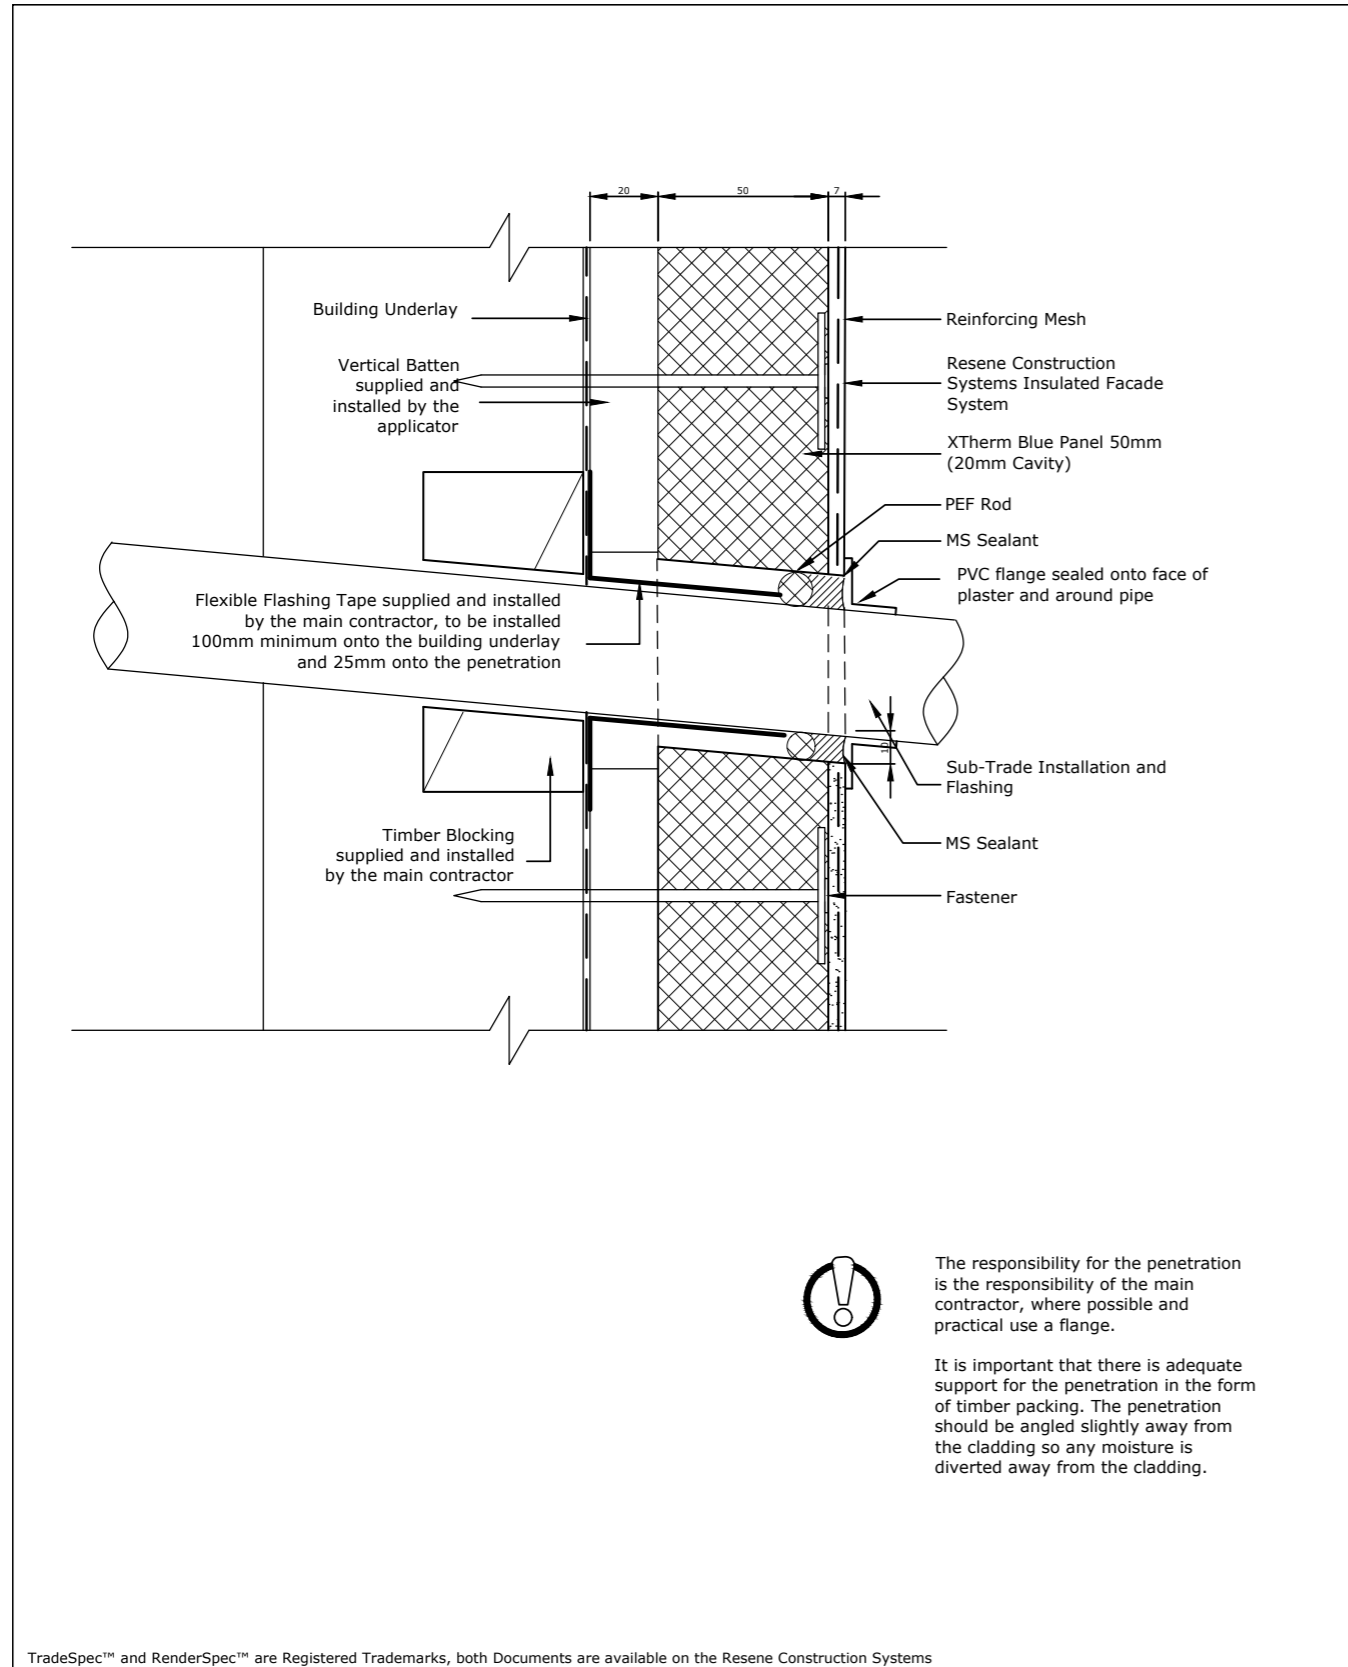 20
50
7
Building Underlay
Vertical Batten
supplied and
installed by the
applicator
Reinforcing Mesh
Resene Construction
Systems Insulated Facade
System
XTherm Blue Panel 50mm
(20mm Cavity)
PEF Rod
MS Sealant
PVC flange sealed onto face of
plaster and around pipe
Flexible Flashing Tape supplied and installed
by the main contractor, to be installed
100mm minimum onto the building underlay
and 25mm onto the penetration
10
Sub-Trade Installation and
Flashing
MS Sealant
Timber Blocking
supplied and installed
by the main contractor
Fastener
The responsibility for the penetration
is the responsibility of the main
contractor, where possible and
practical use a flange.
It is important that there is adequate
support for the penetration in the form
of timber packing. The penetration
should be angled slightly away from
the cladding so any moisture is
diverted away from the cladding.
TradeSpec™ and RenderSpec™ are Registered Trademarks, both Documents are available on the Resene Construction Systems